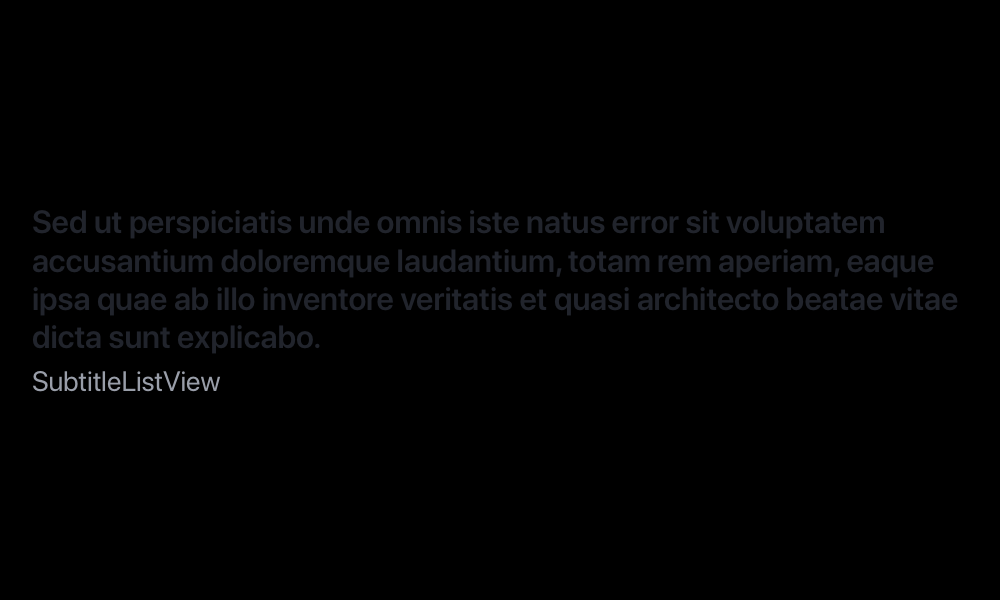 Sed ut perspiciatis unde omnis iste natus error sit voluptatem
accusantium doloremque laudantium, totam rem aperiam, eaque
ipsa quae ab illo inventore veritatis et quasi architecto beatae vitae
dicta sunt explicabo.
SubtitleListView